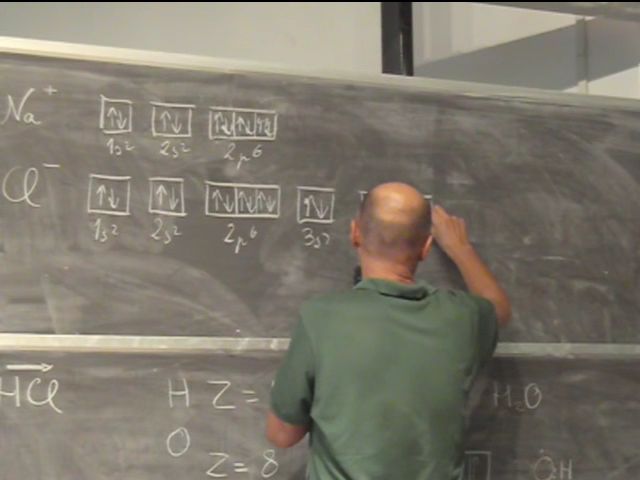 Na⁺ ↑↓ ↑↓ ↑↓ ↑↓ ↑↓
1s² 2s² 2p⁶
Cl⁻ ↑↓ ↑↓ ↑↓ ↑↓ ↑↓ ↑↓
1s² 2s² 2p⁶ 3s²
HCl H Z= H₂O
O Z=8 OH